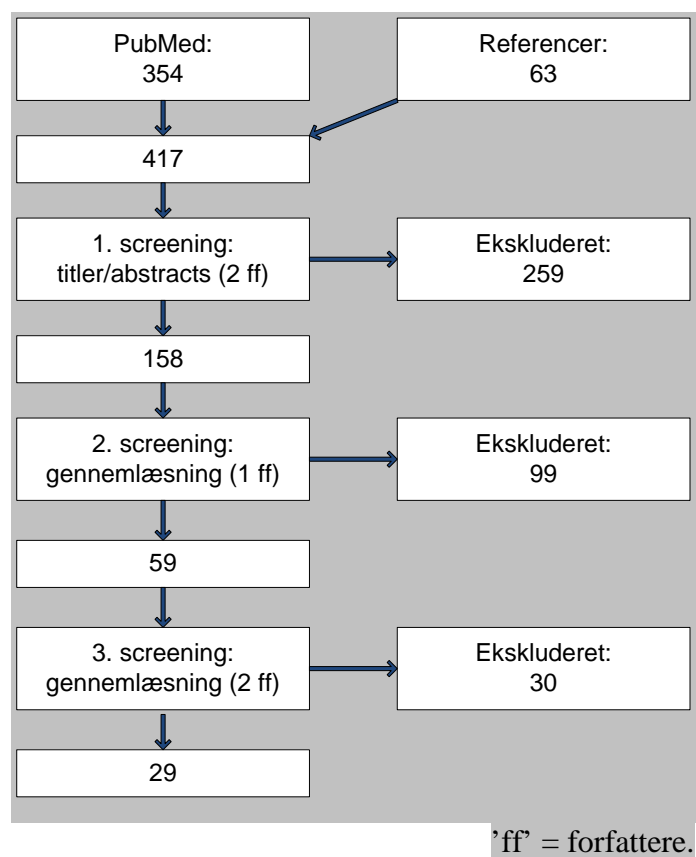 PubMed:
354
Referencer:
63
417
1. screening:
titler/abstracts (2 ff)
Ekskluderet:
259
158
2. screening:
gennemlæsning (1 ff)
Ekskluderet:
99
59
3. screening:
gennemlæsning (2 ff)
Ekskluderet:
30
29
’ff’ = forfattere.